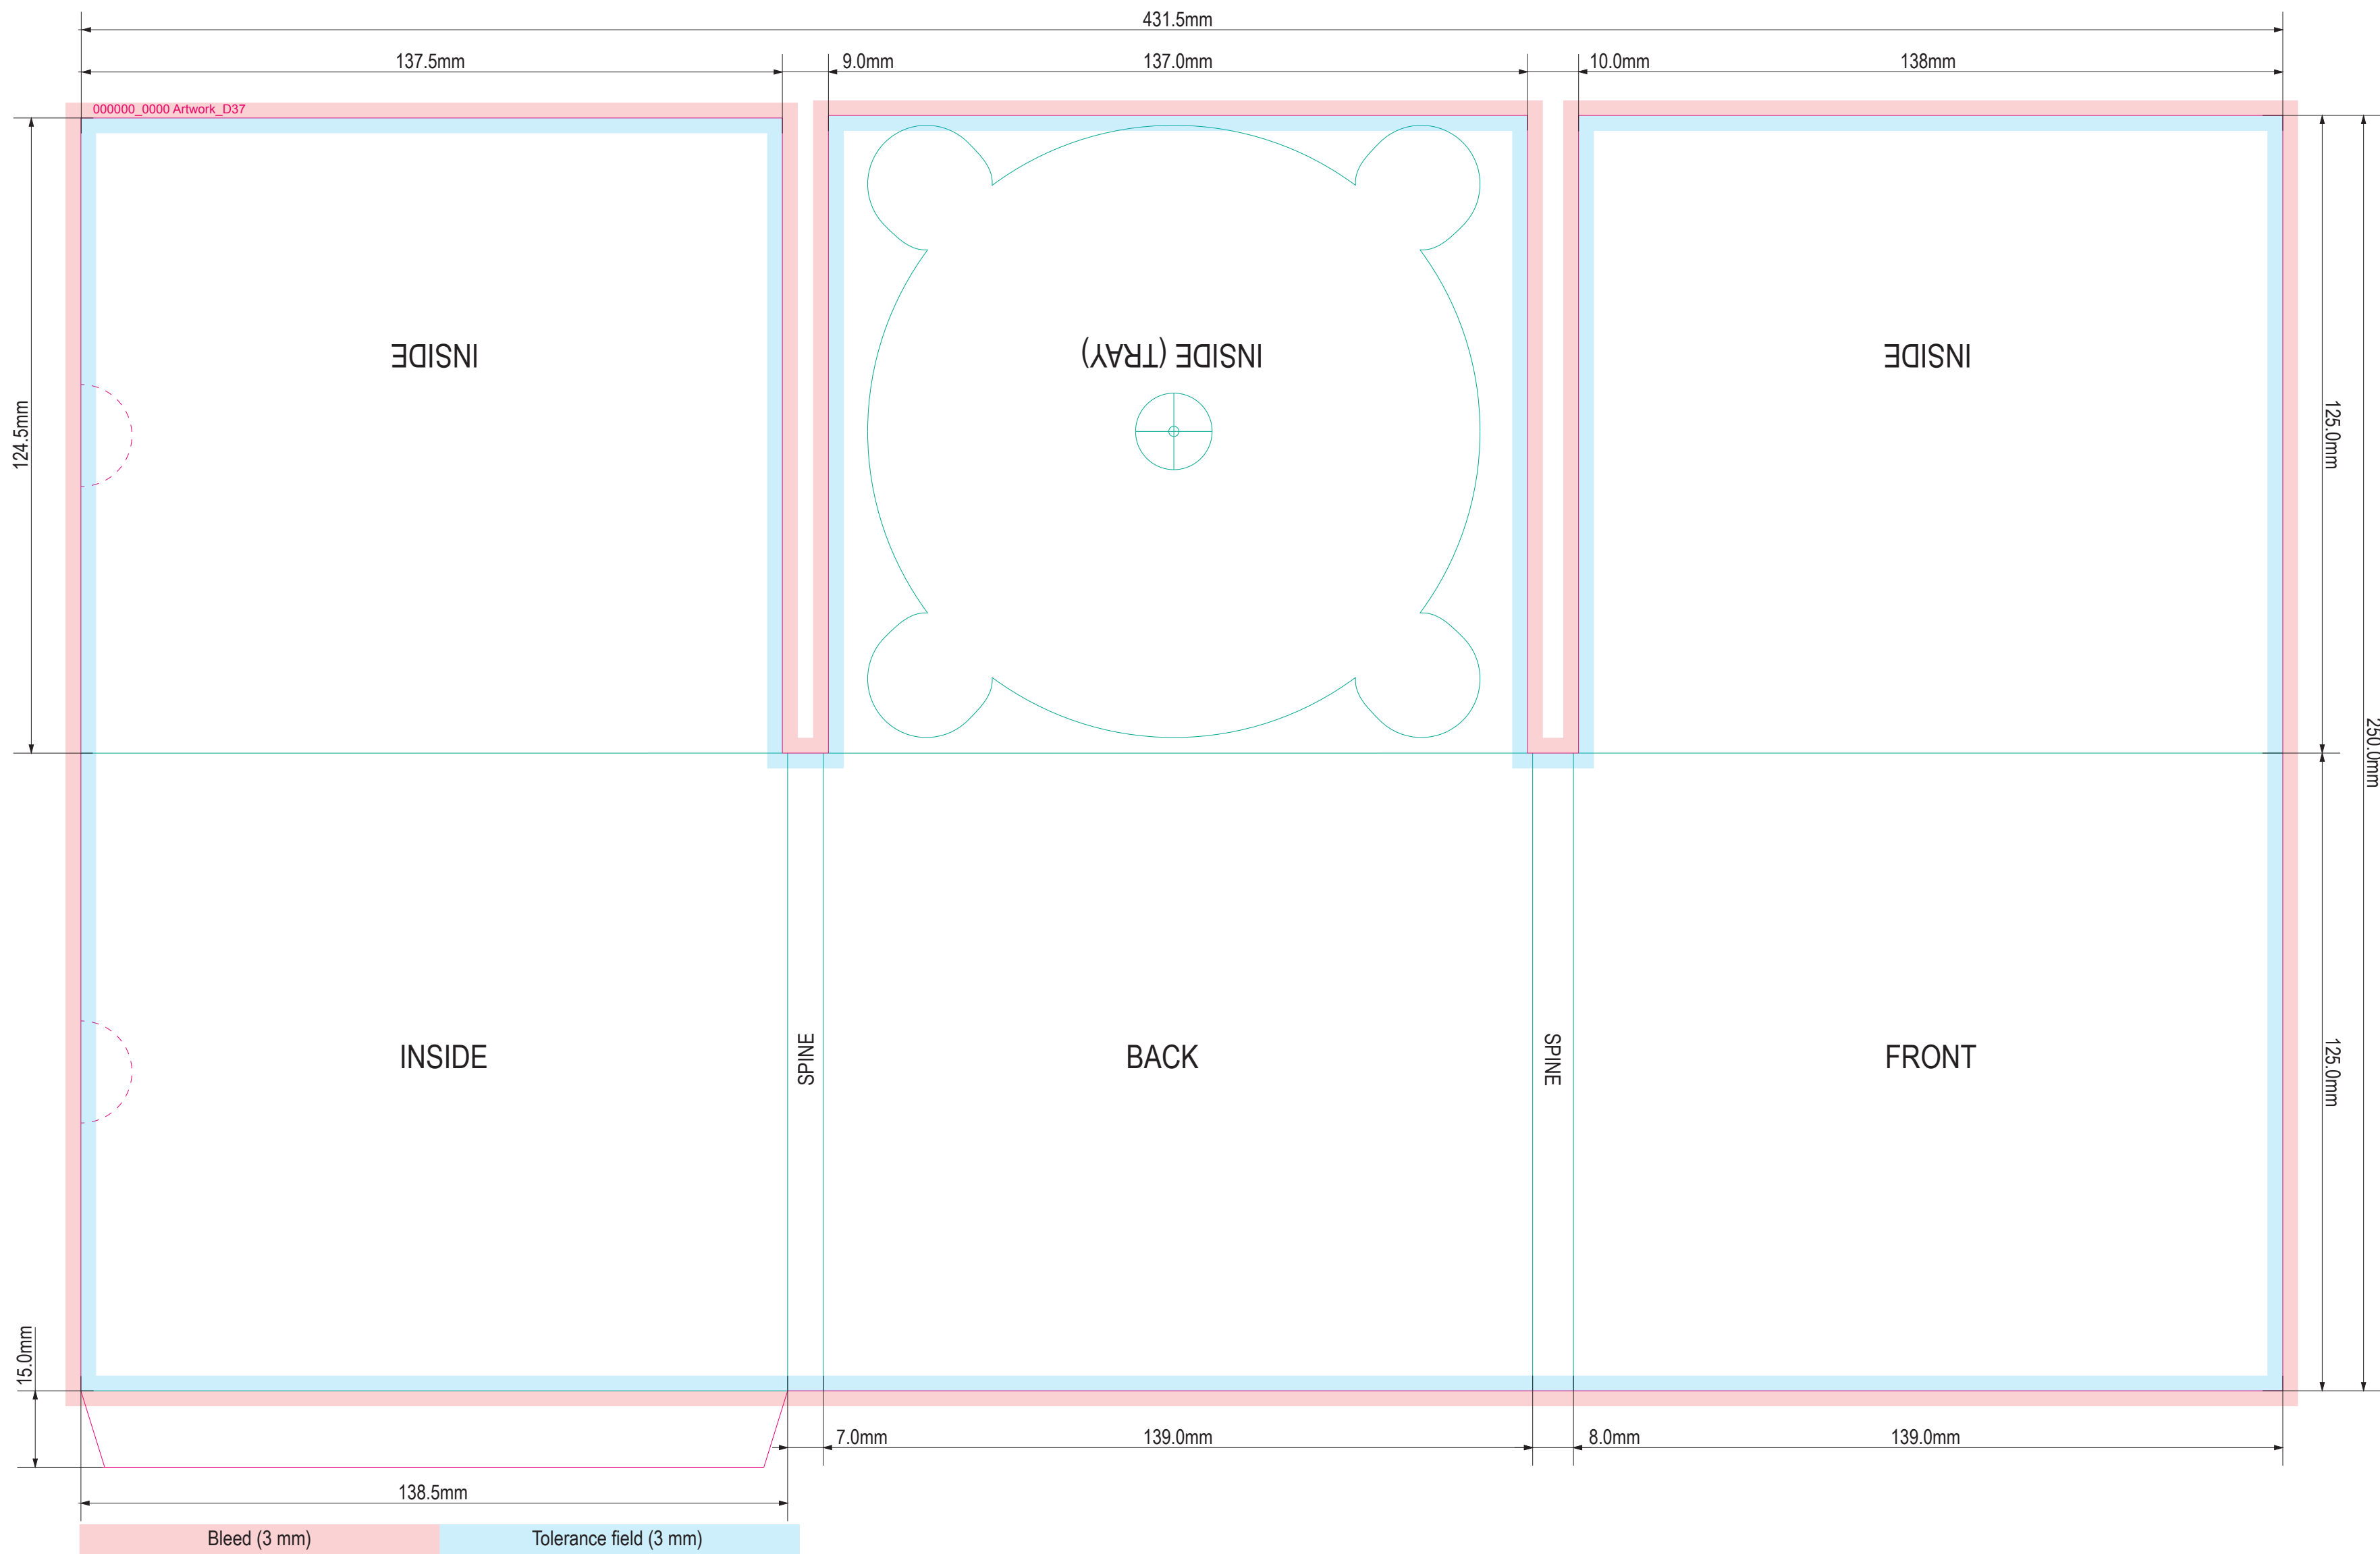 431.5mm
137.5mm
9.0mm
137.0mm
10.0mm
138mm
000000_0000 Artwork_D37
INSIDE
INSIDE (TRAY)
INSIDE
124.5mm
125.0mm
250.0mm
INSIDE
SPINE
BACK
SPINE
FRONT
125.0mm
15.0mm
7.0mm
139.0mm
8.0mm
139.0mm
138.5mm
Bleed (3 mm)
Tolerance field (3 mm)